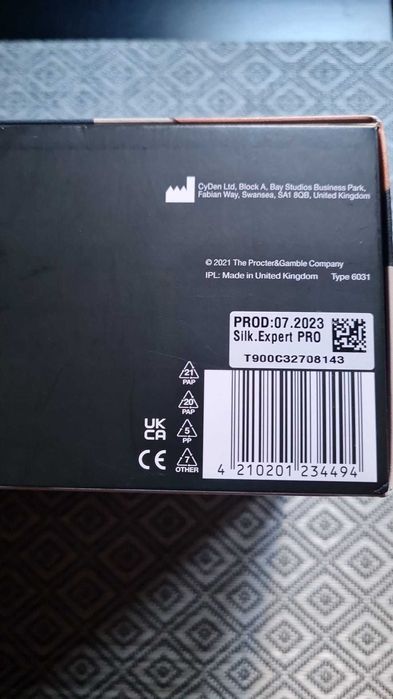 CyDen Ltd, Block A, Bay Studios Business Park,
Fabian Way, Swansea, SA1 8QB, United Kingdom
© 2021 The Procter&Gamble Company
IPL: Made in United Kingdom Type 6031
PROD:07.2023
Silk.Expert PRO
T900C32708143
21
PAP
20
PAP
UK
CA
5
PP
CE
7
OTHER
4 210201 234494